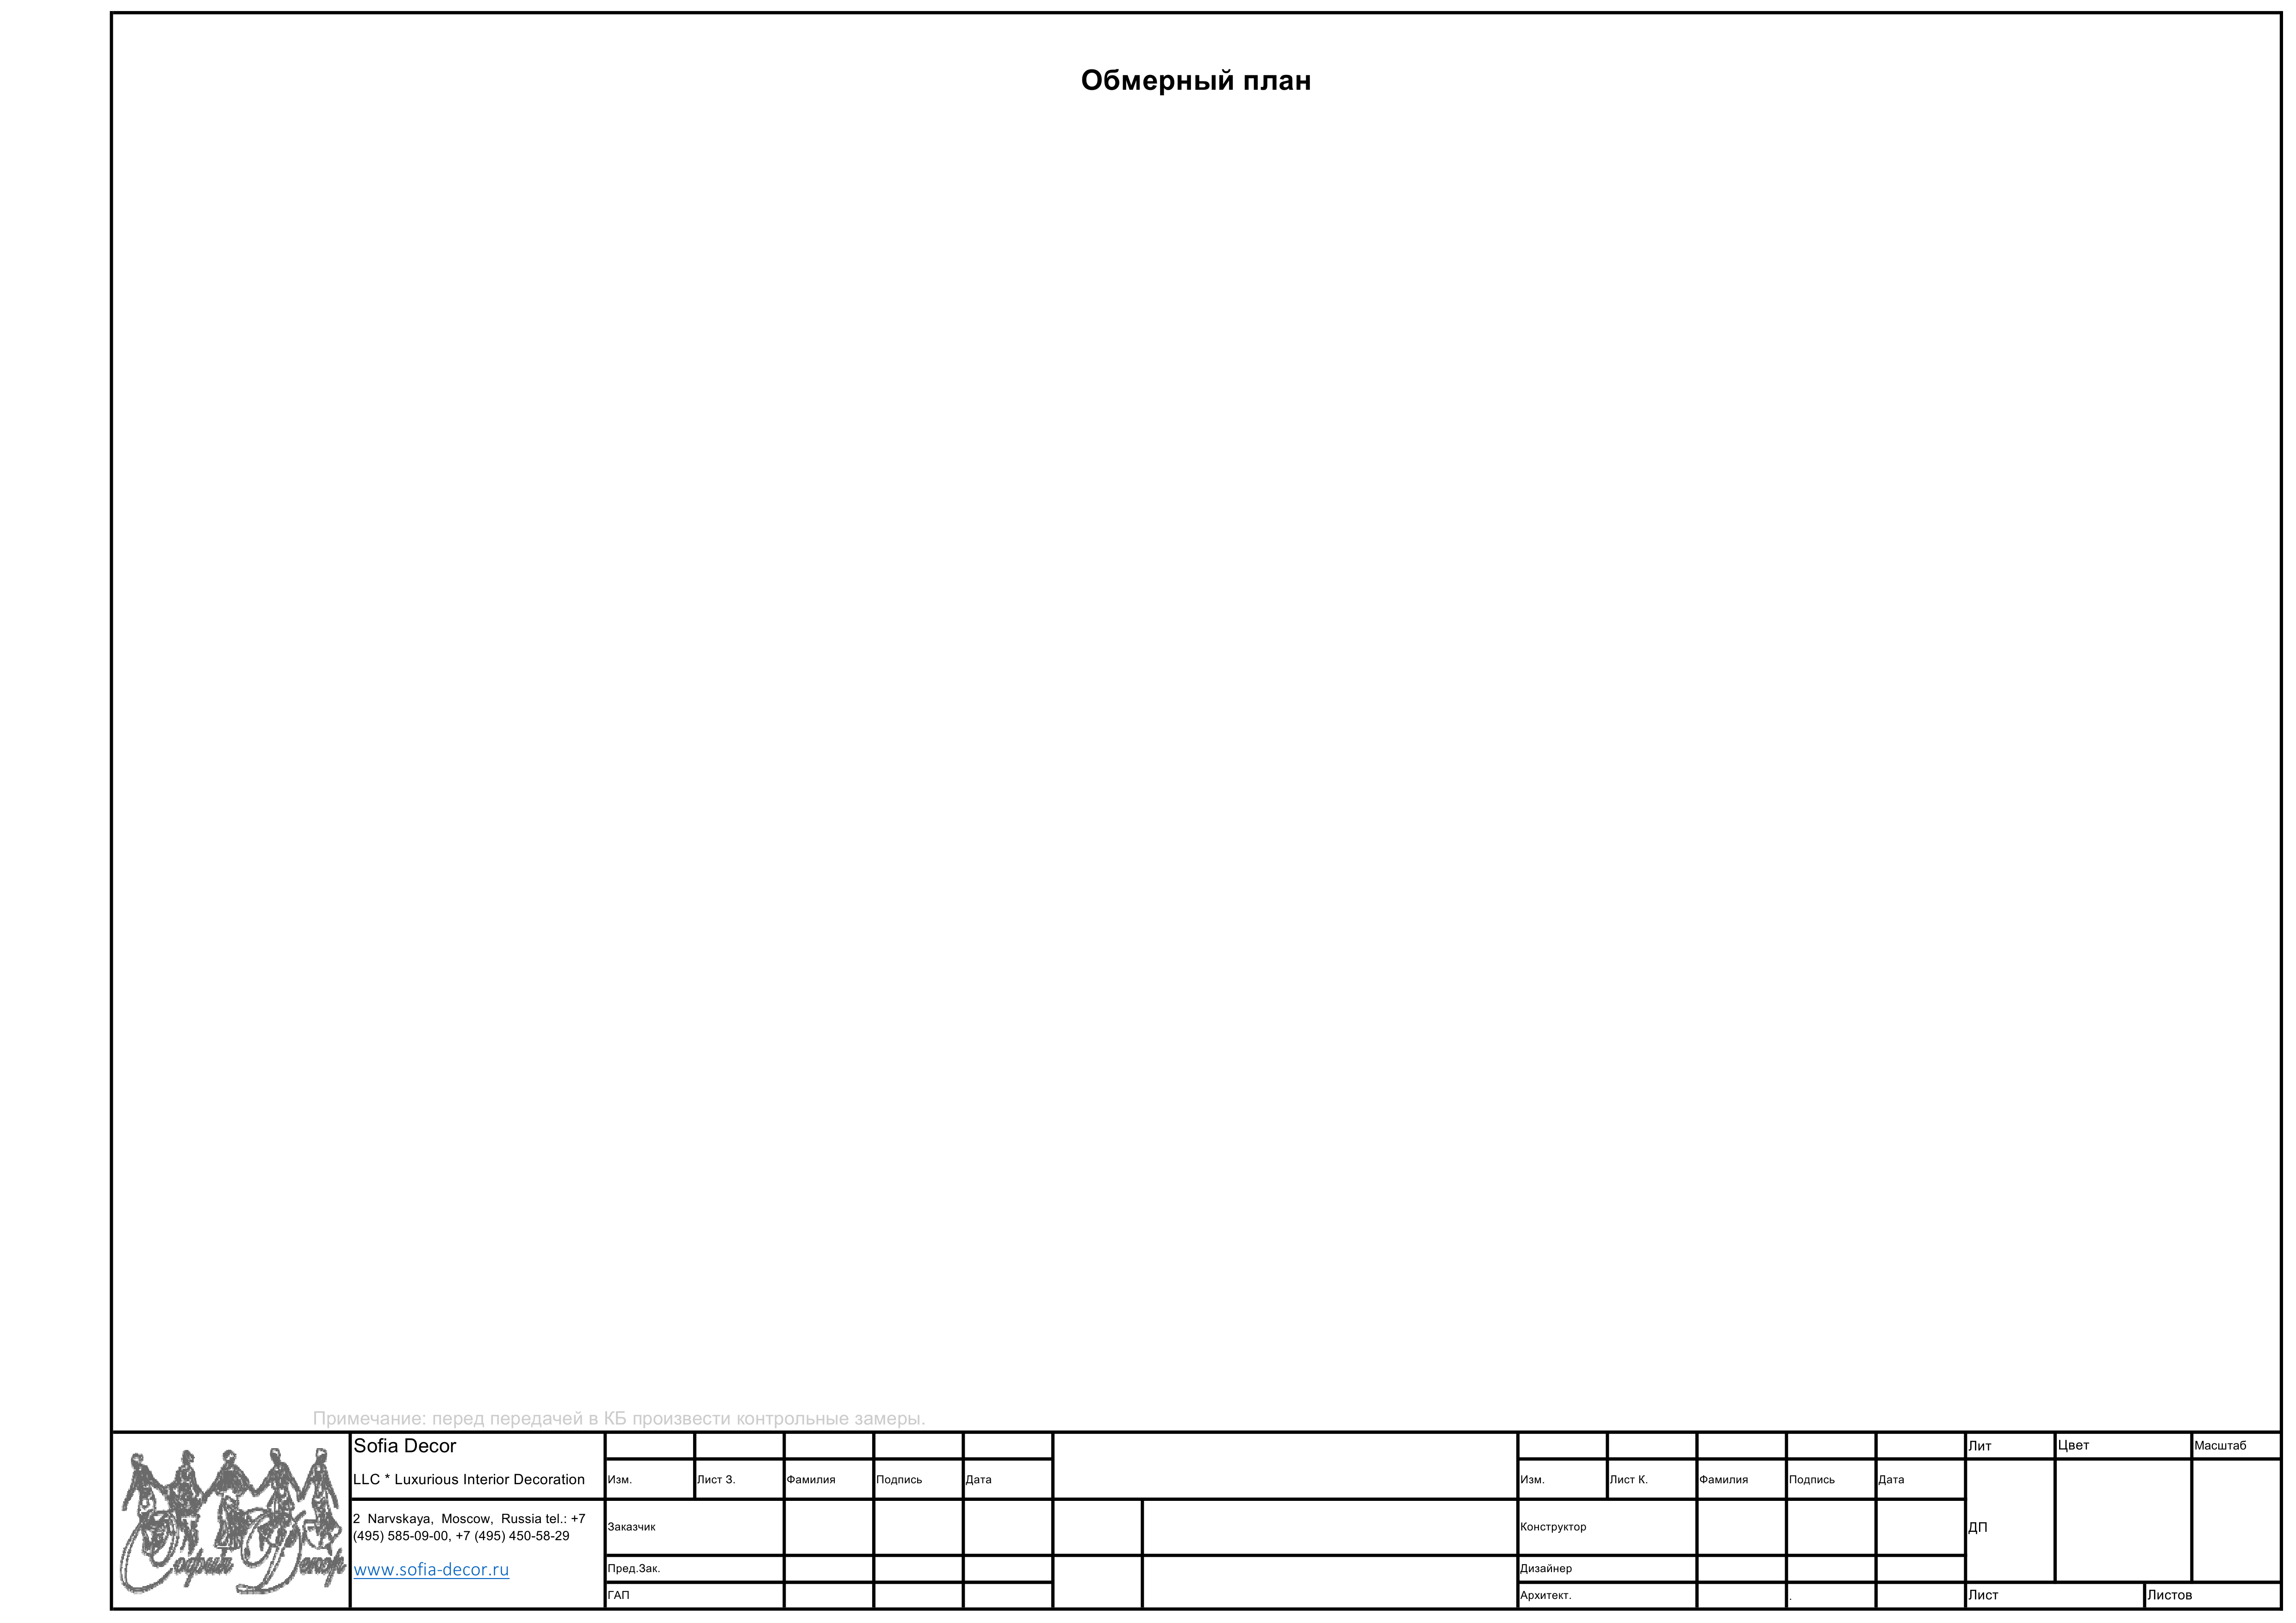 Обмерный план
Примечание: перед передачей в КБ произвести контрольные замеры.
Софья Декор
Sofia Decor
LLC * Luxurious Interior Decoration
2 Narvskaya, Moscow, Russia tel.: +7
(495) 585-09-00, +7 (495) 450-58-29
www.sofia-decor.ru
Изм. Лист З. Фамилия Подпись Дата
Заказчик
Пред.Зак.
ГАП
Изм. Лист К. Фамилия Подпись Дата
Конструктор
Дизайнер
Архитект. .
Лит Цвет Масштаб
ДП
Лист Листов